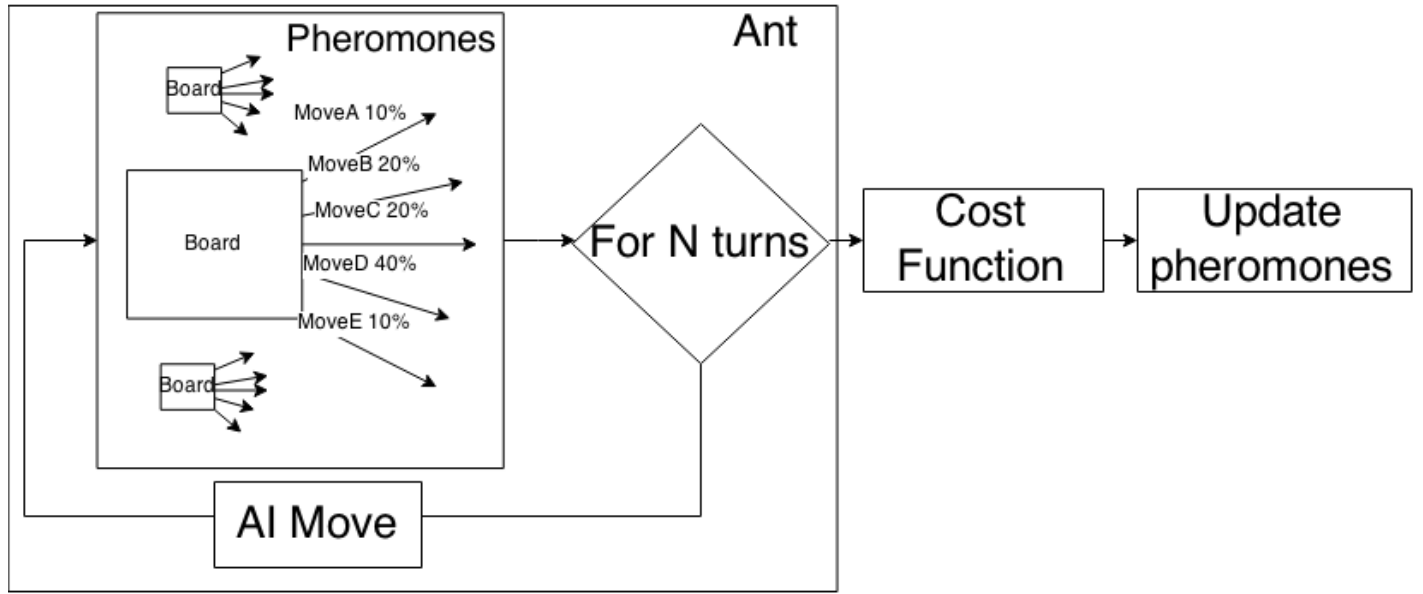 Pheromones
Ant
Board
MoveA 10%
MoveB 20%
MoveC 20%
Board
MoveD 40%
MoveE 10%
Board
For N turns
AI Move
Cost
Function
Update
pheromones